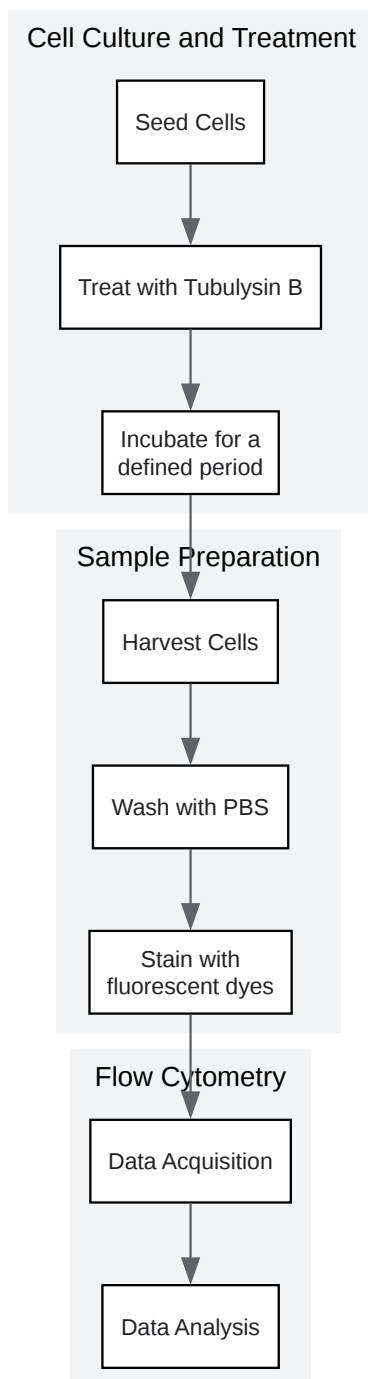 Cell Culture and Treatment
Seed Cells
Treat with Tubulysin B
Incubate for a
defined period
Sample Preparation
Harvest Cells
Wash with PBS
Stain with
fluorescent dyes
Flow Cytometry
Data Acquisition
Data Analysis